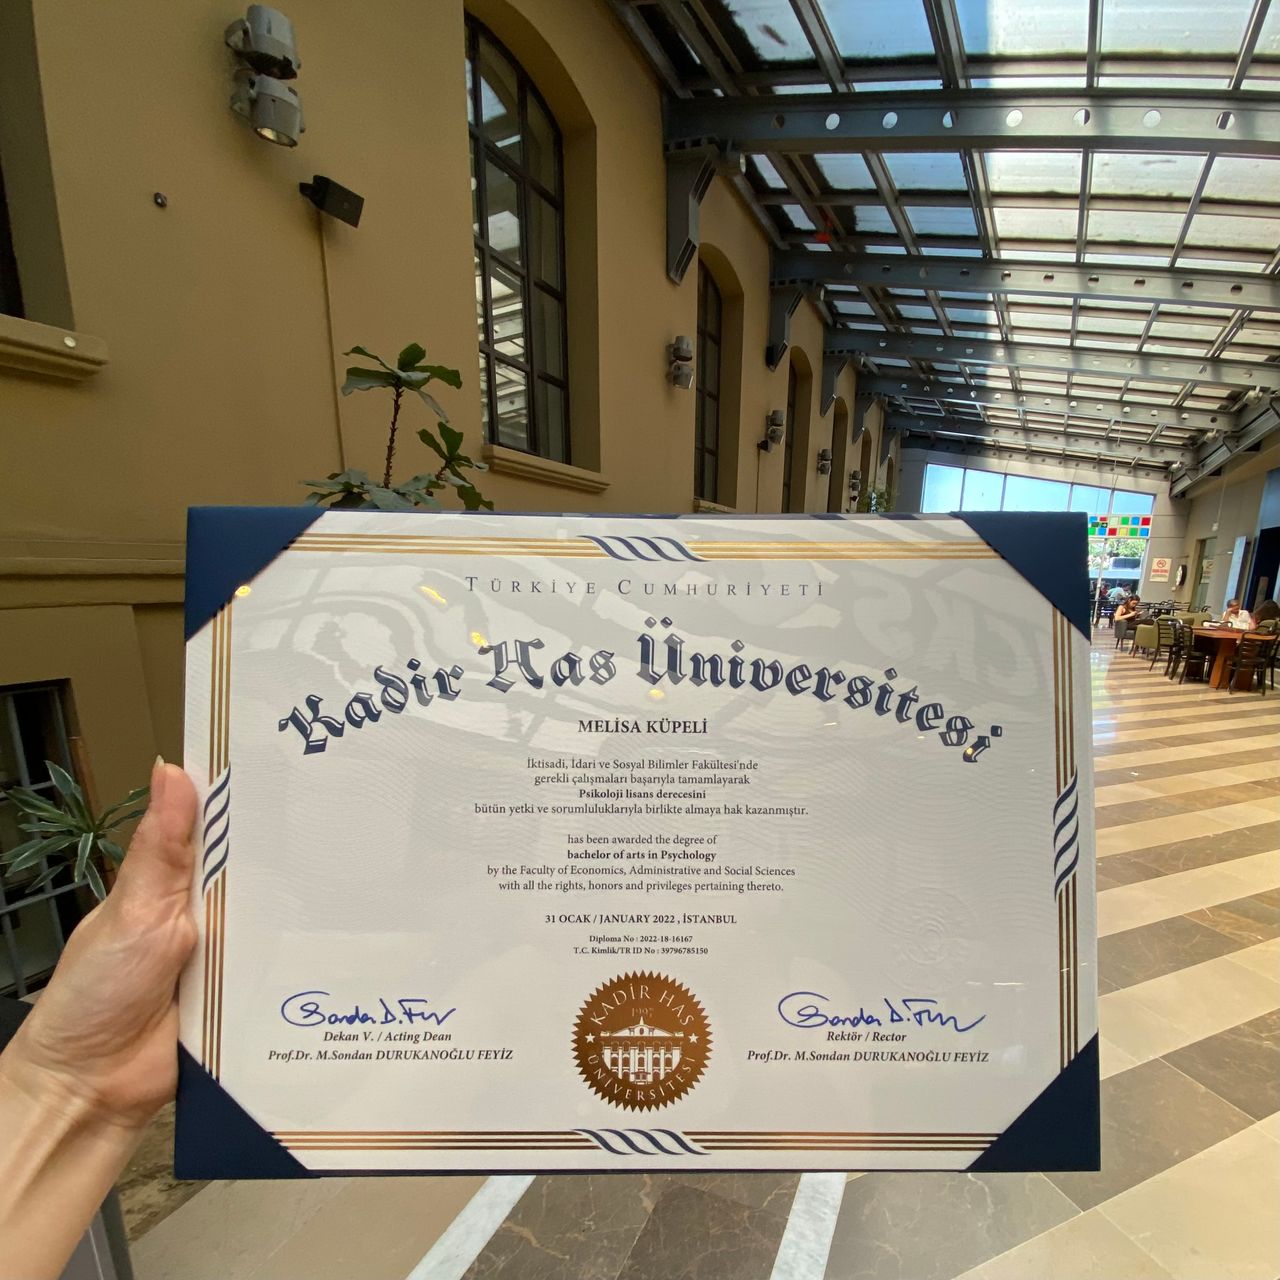 TÜRKİYE CUMHURİYETİ
Kadir Has Üniversitesi
MELİSA KÜPELİ
İktisadi, İdari ve Sosyal Bilimler Fakültesi'nde
gerekli çalışmaları başarıyla tamamlayarak
Psikoloji lisans derecesini
bütün yetki ve sorumluluklarıyla birlikte almaya hak kazanmıştır.
has been awarded the degree of
bachelor of arts in Psychology
by the Faculty of Economics, Administrative and Social Sciences
with all the rights, honors and privileges pertaining thereto.
31 OCAK / JANUARY 2022 , İSTANBUL
Diploma No : 2022-18-16167
T.C. Kimlik/TR ID No : 39796785150
Dekan V. / Acting Dean
Prof.Dr. M.Sondan DURUKANOĞLU FEYİZ
KADİR HAS
1997
ÜNİVERSİTESİ
Rektör / Rector
Prof.Dr. M.Sondan DURUKANOĞLU FEYİZ